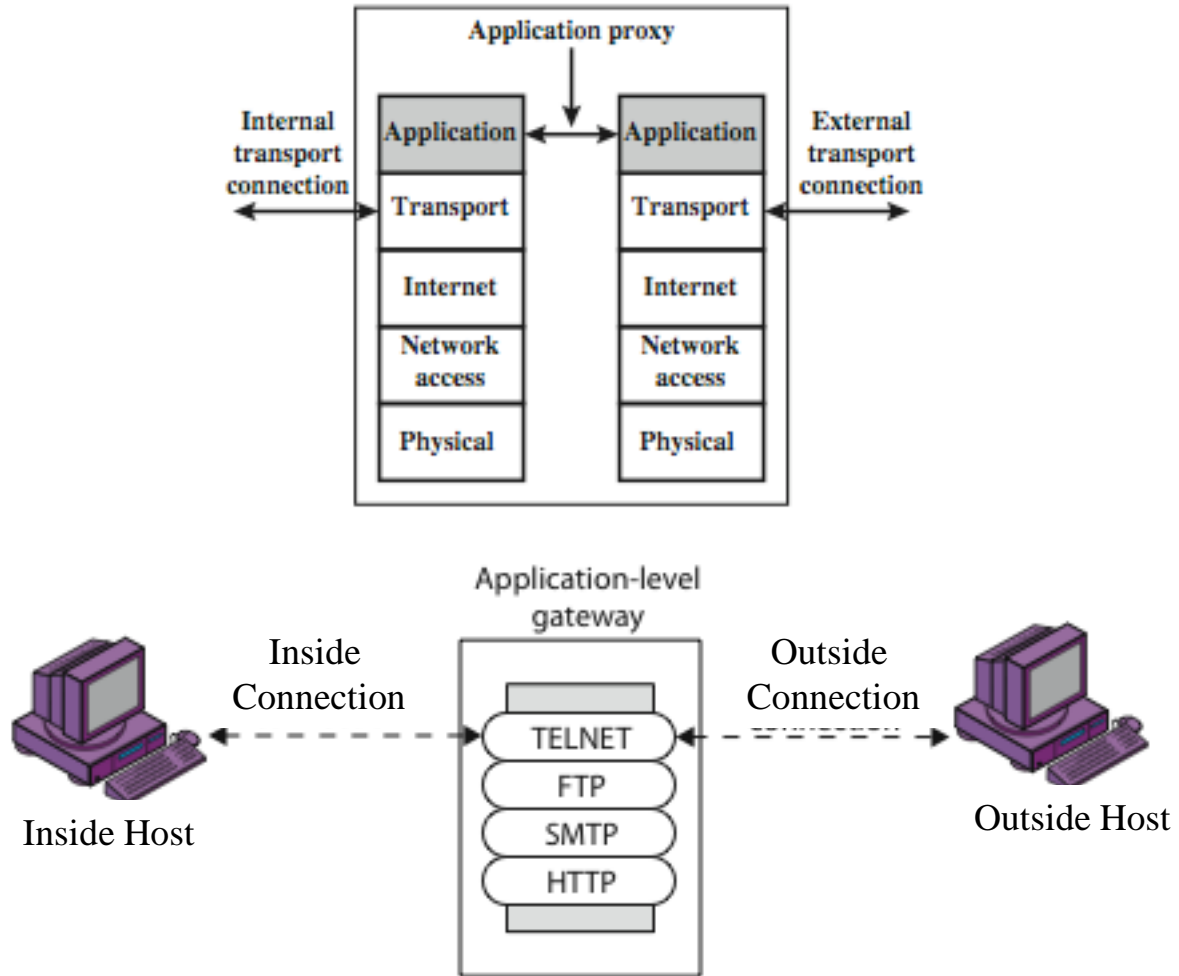 Application proxy
Internal
transport
connection
Application
Application
External
transport
connection
Transport
Transport
Internet
Internet
Network
access
Network
access
Physical
Physical
Application-level
gateway
Inside
Connection
Outside
Connection
TELNET
FTP
SMTP
HTTP
Inside Host
Outside Host